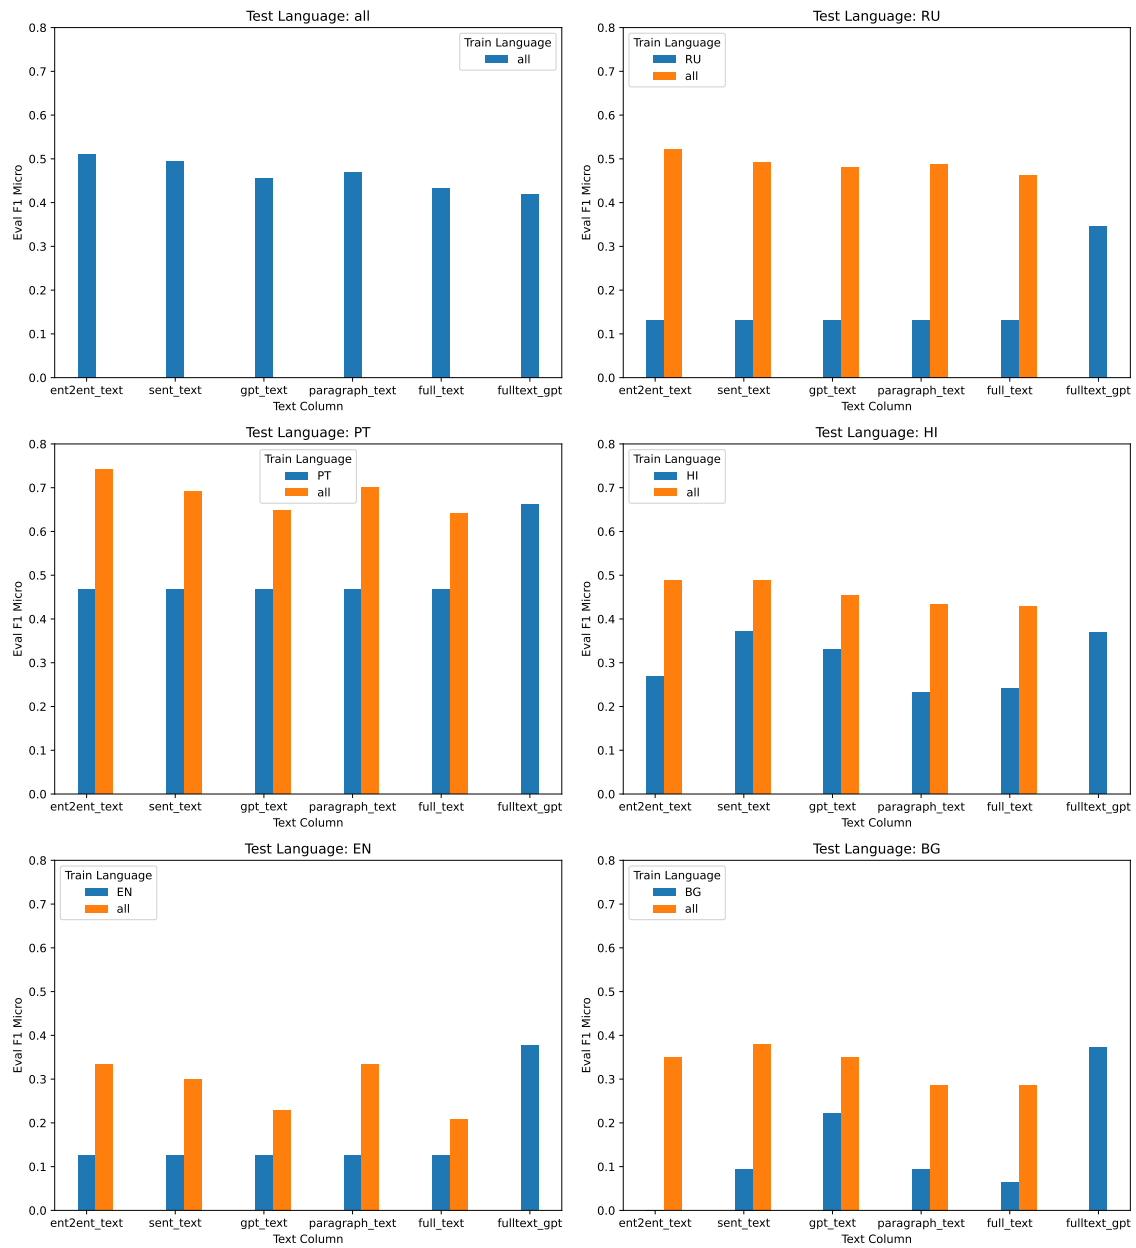 Test Language: all
Train Language
all
0.8
0.7
0.6
0.5
0.4
0.3
0.2
0.1
0.0
Eval F1 Micro
ent2ent_text sent_text gpt_text paragraph_text full_text fulltext_gpt
Text Column
Test Language: RU
Train Language
RU
all
0.8
0.7
0.6
0.5
0.4
0.3
0.2
0.1
0.0
Eval F1 Micro
ent2ent_text sent_text gpt_text paragraph_text full_text fulltext_gpt
Text Column
Test Language: PT
Train Language
PT
all
0.8
0.7
0.6
0.5
0.4
0.3
0.2
0.1
0.0
Eval F1 Micro
ent2ent_text sent_text gpt_text paragraph_text full_text fulltext_gpt
Text Column
Test Language: HI
Train Language
HI
all
0.8
0.7
0.6
0.5
0.4
0.3
0.2
0.1
0.0
Eval F1 Micro
ent2ent_text sent_text gpt_text paragraph_text full_text fulltext_gpt
Text Column
Test Language: EN
Train Language
EN
all
0.8
0.7
0.6
0.5
0.4
0.3
0.2
0.1
0.0
Eval F1 Micro
ent2ent_text sent_text gpt_text paragraph_text full_text fulltext_gpt
Text Column
Test Language: BG
Train Language
BG
all
0.8
0.7
0.6
0.5
0.4
0.3
0.2
0.1
0.0
Eval F1 Micro
ent2ent_text sent_text gpt_text paragraph_text full_text fulltext_gpt
Text Column